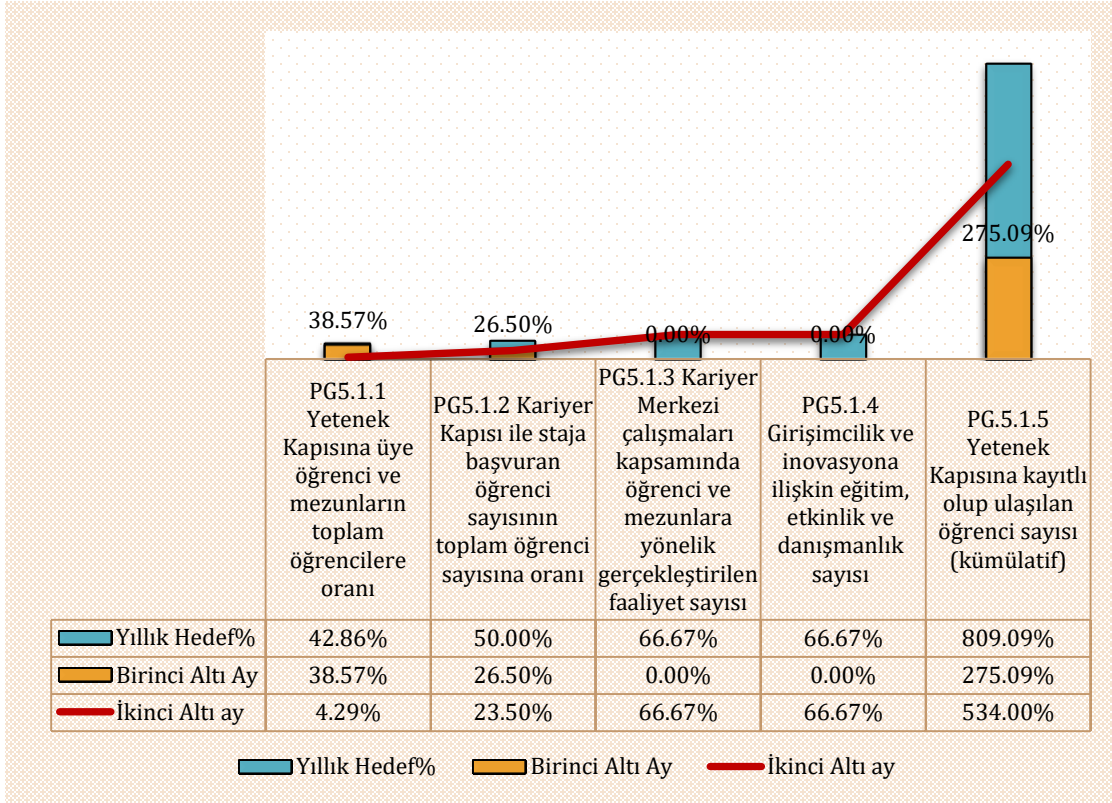 275.09%
38.57%
26.50%
0.00%
0.00%
PG5.1.1
Yetenek
Kapısına üye
öğrenci ve
mezunların
toplam
öğrencilere
oranı
PG5.1.2 Kariyer
Kapısı ile staja
başvuran
öğrenci
sayısının
toplam öğrenci
sayısına oranı
PG5.1.3 Kariyer
Merkezi
çalışmaları
kapsamında
öğrenci ve
mezunlara
yönelik
gerçekleştirilen
faaliyet sayısı
PG5.1.4
Girişimcilik ve
inovasyona
ilişkin eğitim,
etkinlik ve
danışmanlık
sayısı
PG.5.1.5
Yetenek
Kapısına kayıtlı
olup ulaşılan
öğrenci sayısı
(kümülatif)
Yıllık Hedef% 42.86% 50.00% 66.67% 66.67% 809.09%
Birinci Altı Ay 38.57% 26.50% 0.00% 0.00% 275.09%
İkinci Altı ay 4.29% 23.50% 66.67% 66.67% 534.00%
Yıllık Hedef% Birinci Altı Ay İkinci Altı ay